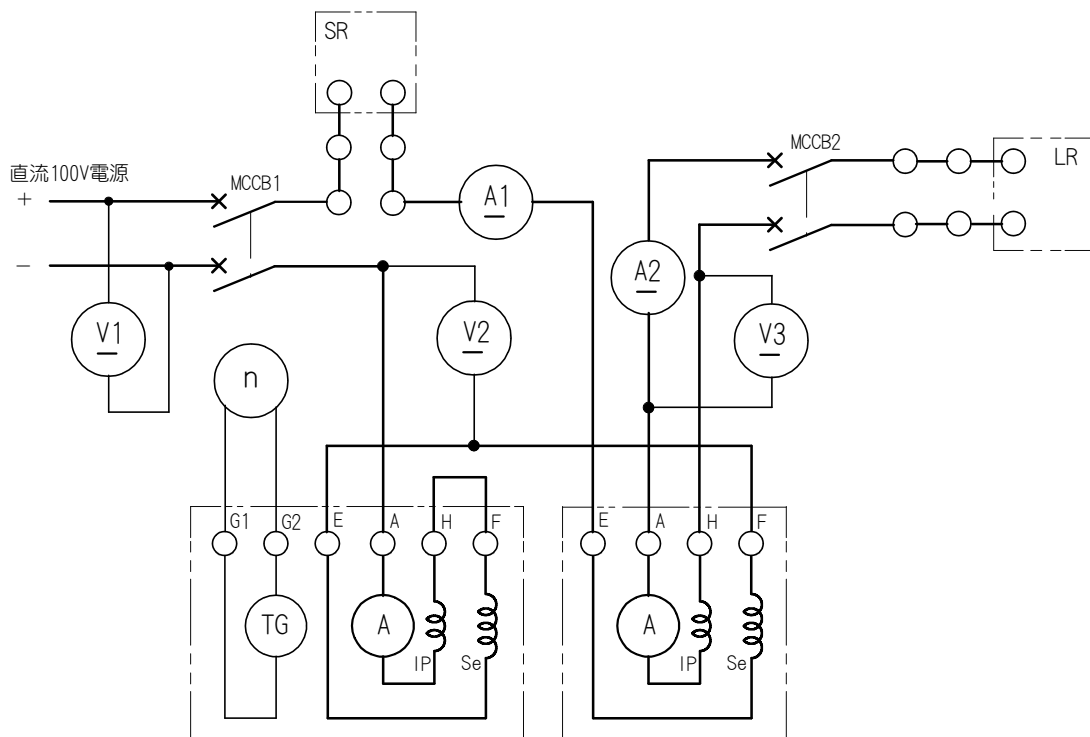 SR
直流100V電源
+
−
MCCB1
MCCB2
LR
A1
A2
V1
V2
V3
n
G1
G2
E
A
H
F
E
A
H
F
TG
A
IP
Se
A
IP
Se